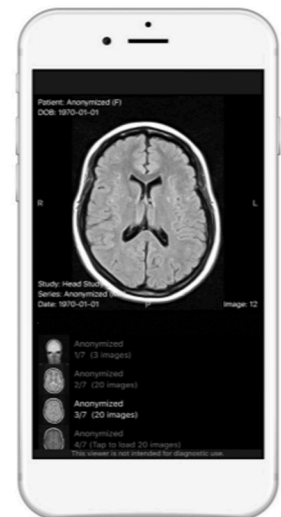 Patient: Anonymized (F)
DOB: 1970-01-01
R
L
Study: Head Study
Series: Anonymized
Date: 1970-01-01
P
Image: 12
Anonymized
1/7 (3 images)
Anonymized
2/7 (20 images)
Anonymized
3/7 (20 images)
Anonymized
4/7 (Tap to load 20 images)
This viewer is not intended for diagnostic use.